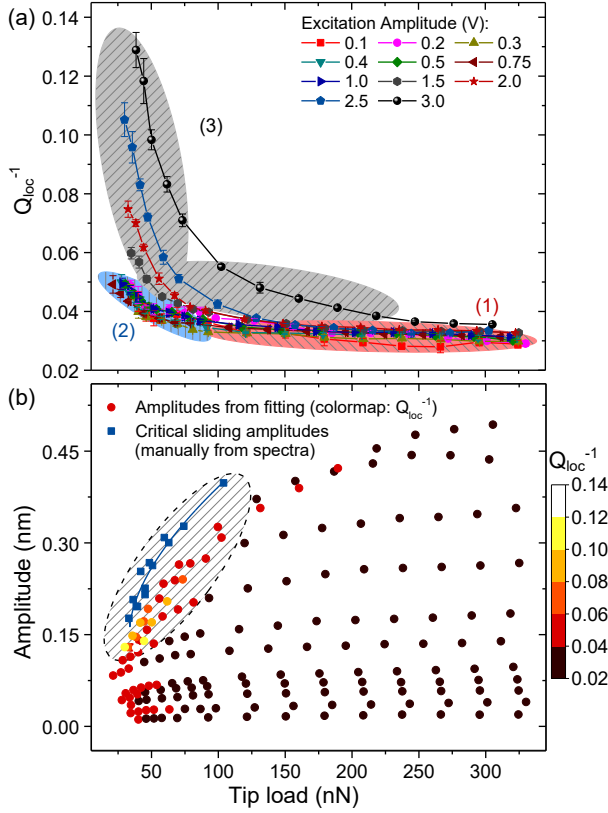 (a)
Excitation Amplitude (V):
0.1 0.2 0.3
0.4 0.5 0.75
1.0 1.5 2.0
2.5 3.0
(3)
(1)
(2)
0.14
0.12
0.10
0.08
0.06
0.04
0.02
Q_loc^-1
(b)
Amplitudes from fitting (colormap: Q_loc^-1)
Critical sliding amplitudes
(manually from spectra)
0.45
0.30
0.15
0.00
Amplitude (nm)
50 100 150 200 250 300
Tip load (nN)
Q_loc^-1
0.14
0.12
0.10
0.08
0.06
0.04
0.02